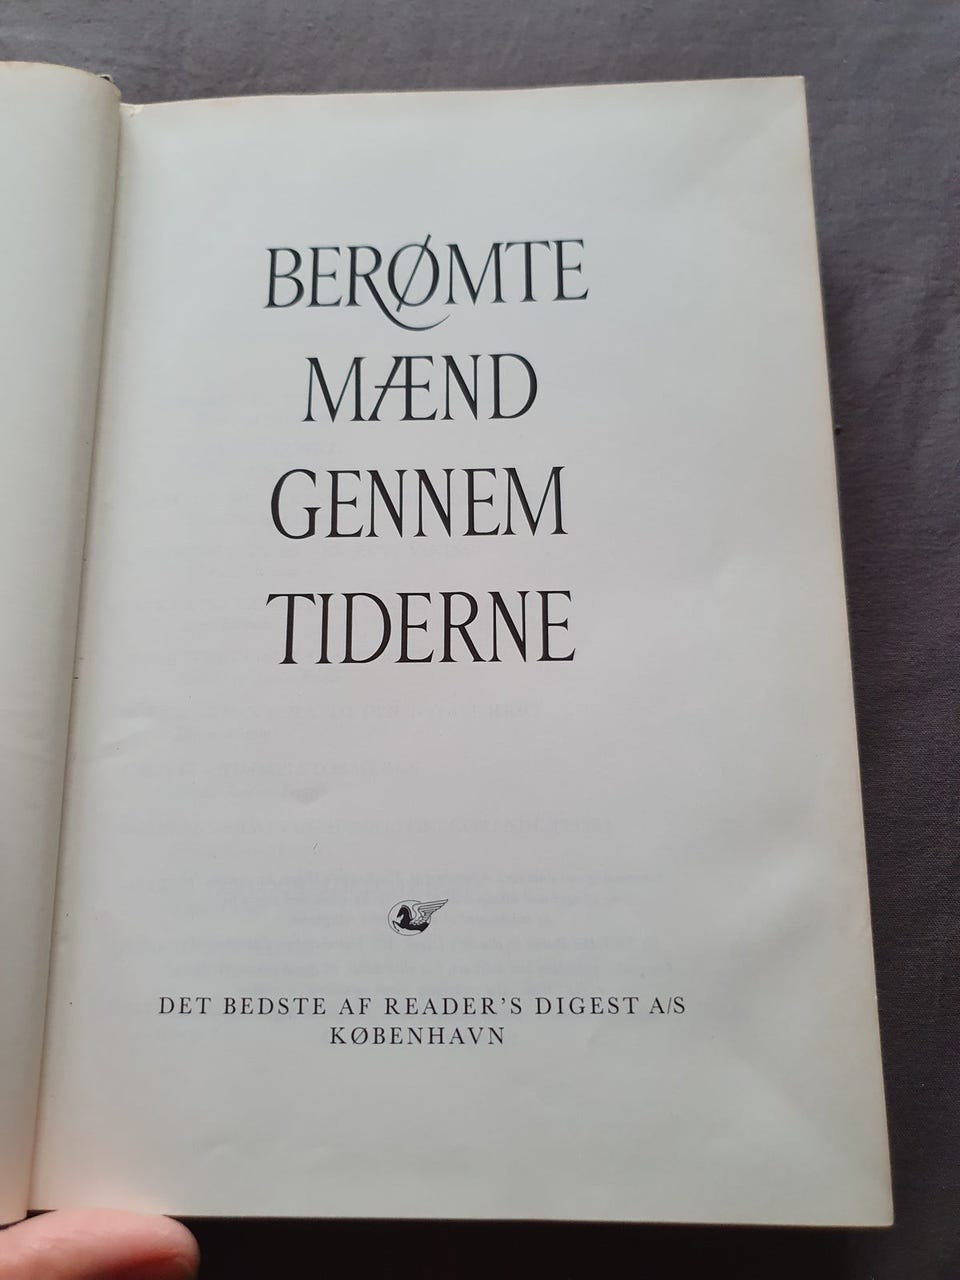 BERØMTE
MÆND
GENNEM
TIDERNE
DET BEDSTE AF READER'S DIGEST A/S
KØBENHAVN